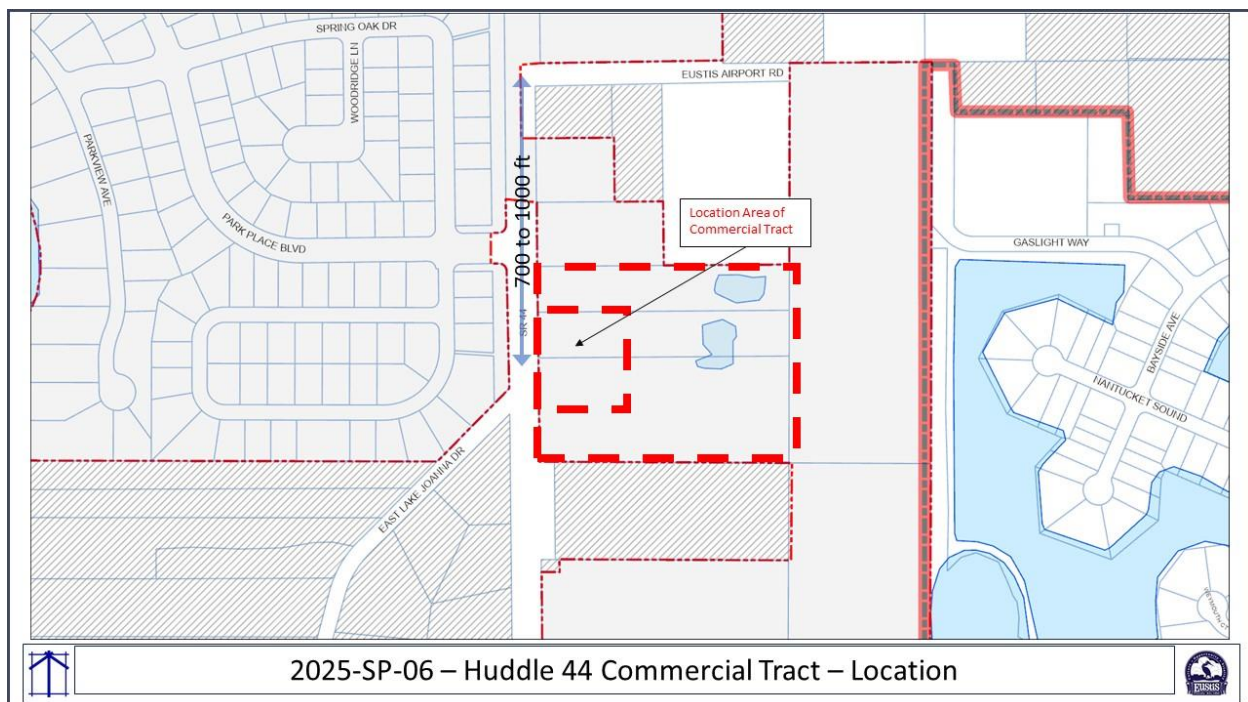 SPRING OAK DR
WOODRIDGE LN
EUSTIS AIRPORT RD
PARKVIEW AVE
700 to 1000 ft
Location Area of
Commercial Tract
PARK PLACE BLVD
GASLIGHT WAY
SR 44
BAYSIDE AVE
NANTUCKET SOUND
EAST LAKE JOANNA DR
WEYMOUTH CT
2025-SP-06 – Huddle 44 Commercial Tract – Location
EUSTIS